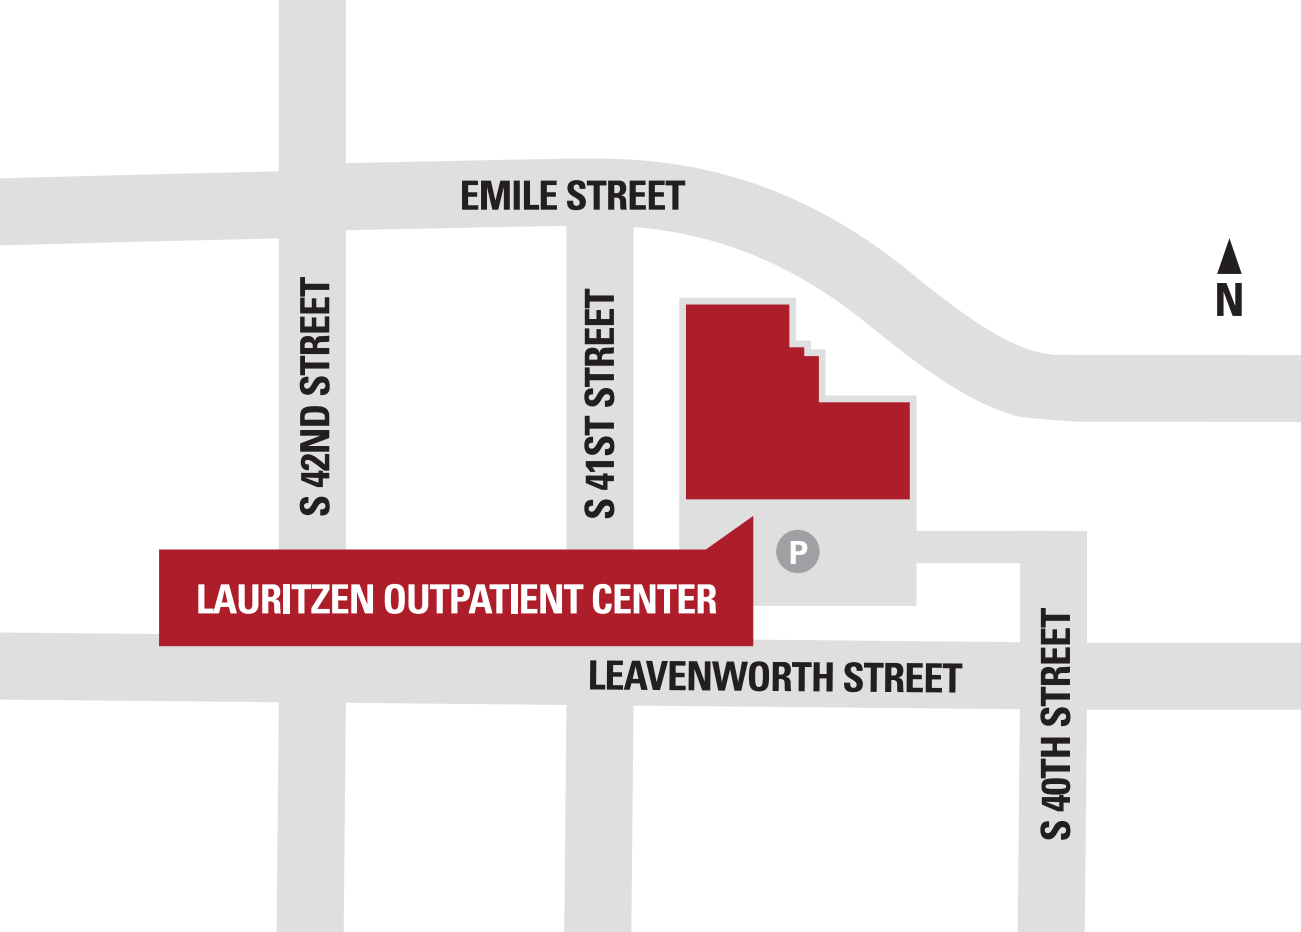 EMILE STREET
N
S 42ND STREET
S 41ST STREET
P
LAURITZEN OUTPATIENT CENTER
LEAVENWORTH STREET
S 40TH STREET